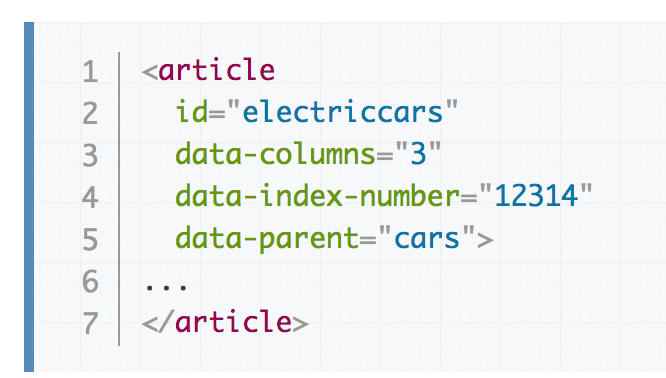 1 <article
2   id="electriccars"
3   data-columns="3"
4   data-index-number="12314"
5   data-parent="cars">
6 ...
7 </article>